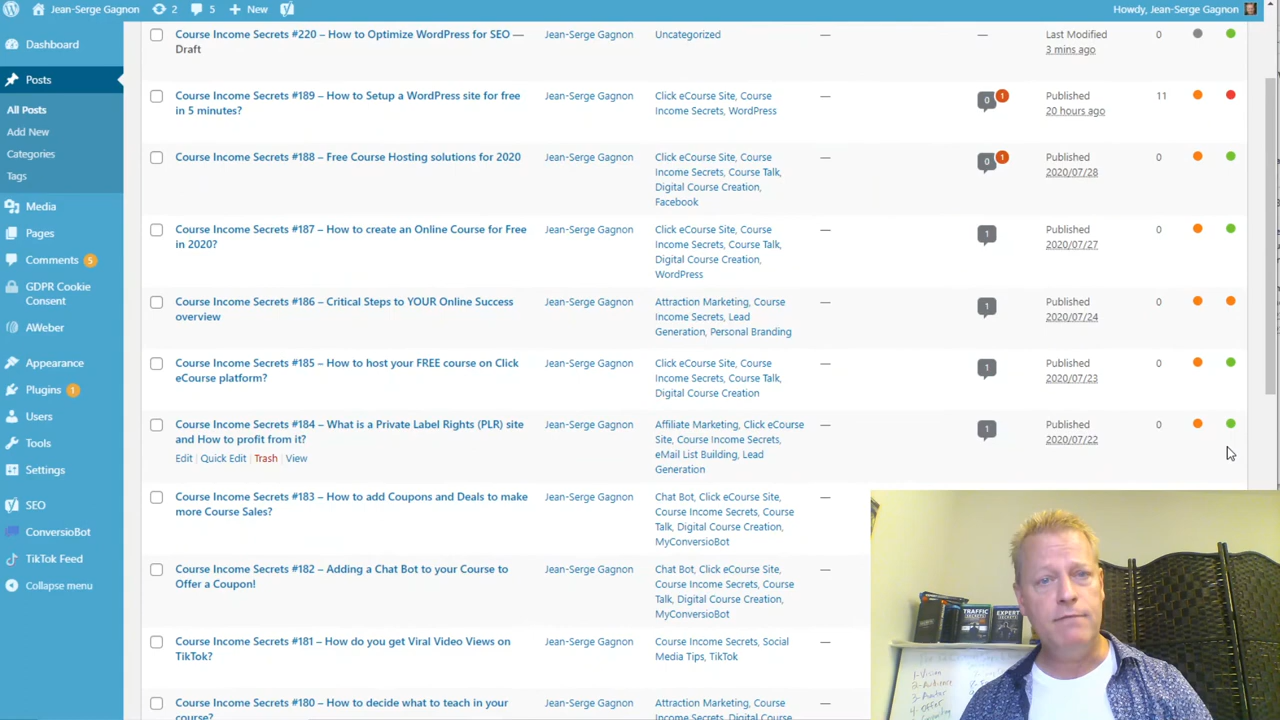 Jean-Serge Gagnon 2 5 New Howdy, Jean-Serge Gagnon
Dashboard
Posts
All Posts
Add New
Categories
Tags
Media
Pages
Comments 5
GDPR Cookie
Consent
AWeber
Appearance
Plugins 1
Users
Tools
Settings
SEO
ConversioBot
TikTok Feed
Collapse menu
Course Income Secrets #220 – How to Optimize WordPress for SEO — Jean-Serge Gagnon Uncategorized — — Last Modified 0
Draft 3 mins ago
Course Income Secrets #189 – How to Setup a WordPress site for free Jean-Serge Gagnon Click eCourse Site, Course — 0 1 Published 11
in 5 minutes? Income Secrets, WordPress 20 hours ago
Course Income Secrets #188 – Free Course Hosting solutions for 2020 Jean-Serge Gagnon Click eCourse Site, Course — 0 1 Published 0
Income Secrets, Course Talk, 2020/07/28
Digital Course Creation,
Facebook
Course Income Secrets #187 – How to create an Online Course for Free Jean-Serge Gagnon Click eCourse Site, Course — 1 Published 0
in 2020? Income Secrets, Course Talk, 2020/07/27
Digital Course Creation,
WordPress
Course Income Secrets #186 – Critical Steps to YOUR Online Success Jean-Serge Gagnon Attraction Marketing, Course — 1 Published 0
overview Income Secrets, Lead 2020/07/24
Generation, Personal Branding
Course Income Secrets #185 – How to host your FREE course on Click Jean-Serge Gagnon Click eCourse Site, Course — 1 Published 0
eCourse platform? Income Secrets, Course Talk, 2020/07/23
Digital Course Creation
Course Income Secrets #184 – What is a Private Label Rights (PLR) site Jean-Serge Gagnon Affiliate Marketing, Click eCourse — 1 Published 0
and How to profit from it? Site, Course Income Secrets, 2020/07/22
Edit | Quick Edit | Trash | View eMail List Building, Lead
Generation
Course Income Secrets #183 – How to add Coupons and Deals to make Jean-Serge Gagnon Chat Bot, Click eCourse Site, —
more Course Sales? Course Income Secrets, Course
Talk, Digital Course Creation,
MyConversioBot
Course Income Secrets #182 – Adding a Chat Bot to your Course to Jean-Serge Gagnon Chat Bot, Click eCourse Site, —
Offer a Coupon! Course Income Secrets, Course
Talk, Digital Course Creation,
MyConversioBot
Course Income Secrets #181 – How do you get Viral Video Views on Jean-Serge Gagnon Course Income Secrets, Social —
TikTok? Media Tips, TikTok
Course Income Secrets #180 – How to decide what to teach in your Jean-Serge Gagnon Attraction Marketing, Course —
course? Income Secrets, Digital Course
TRAFFIC
EXPERT
1-Vision
4-Offer